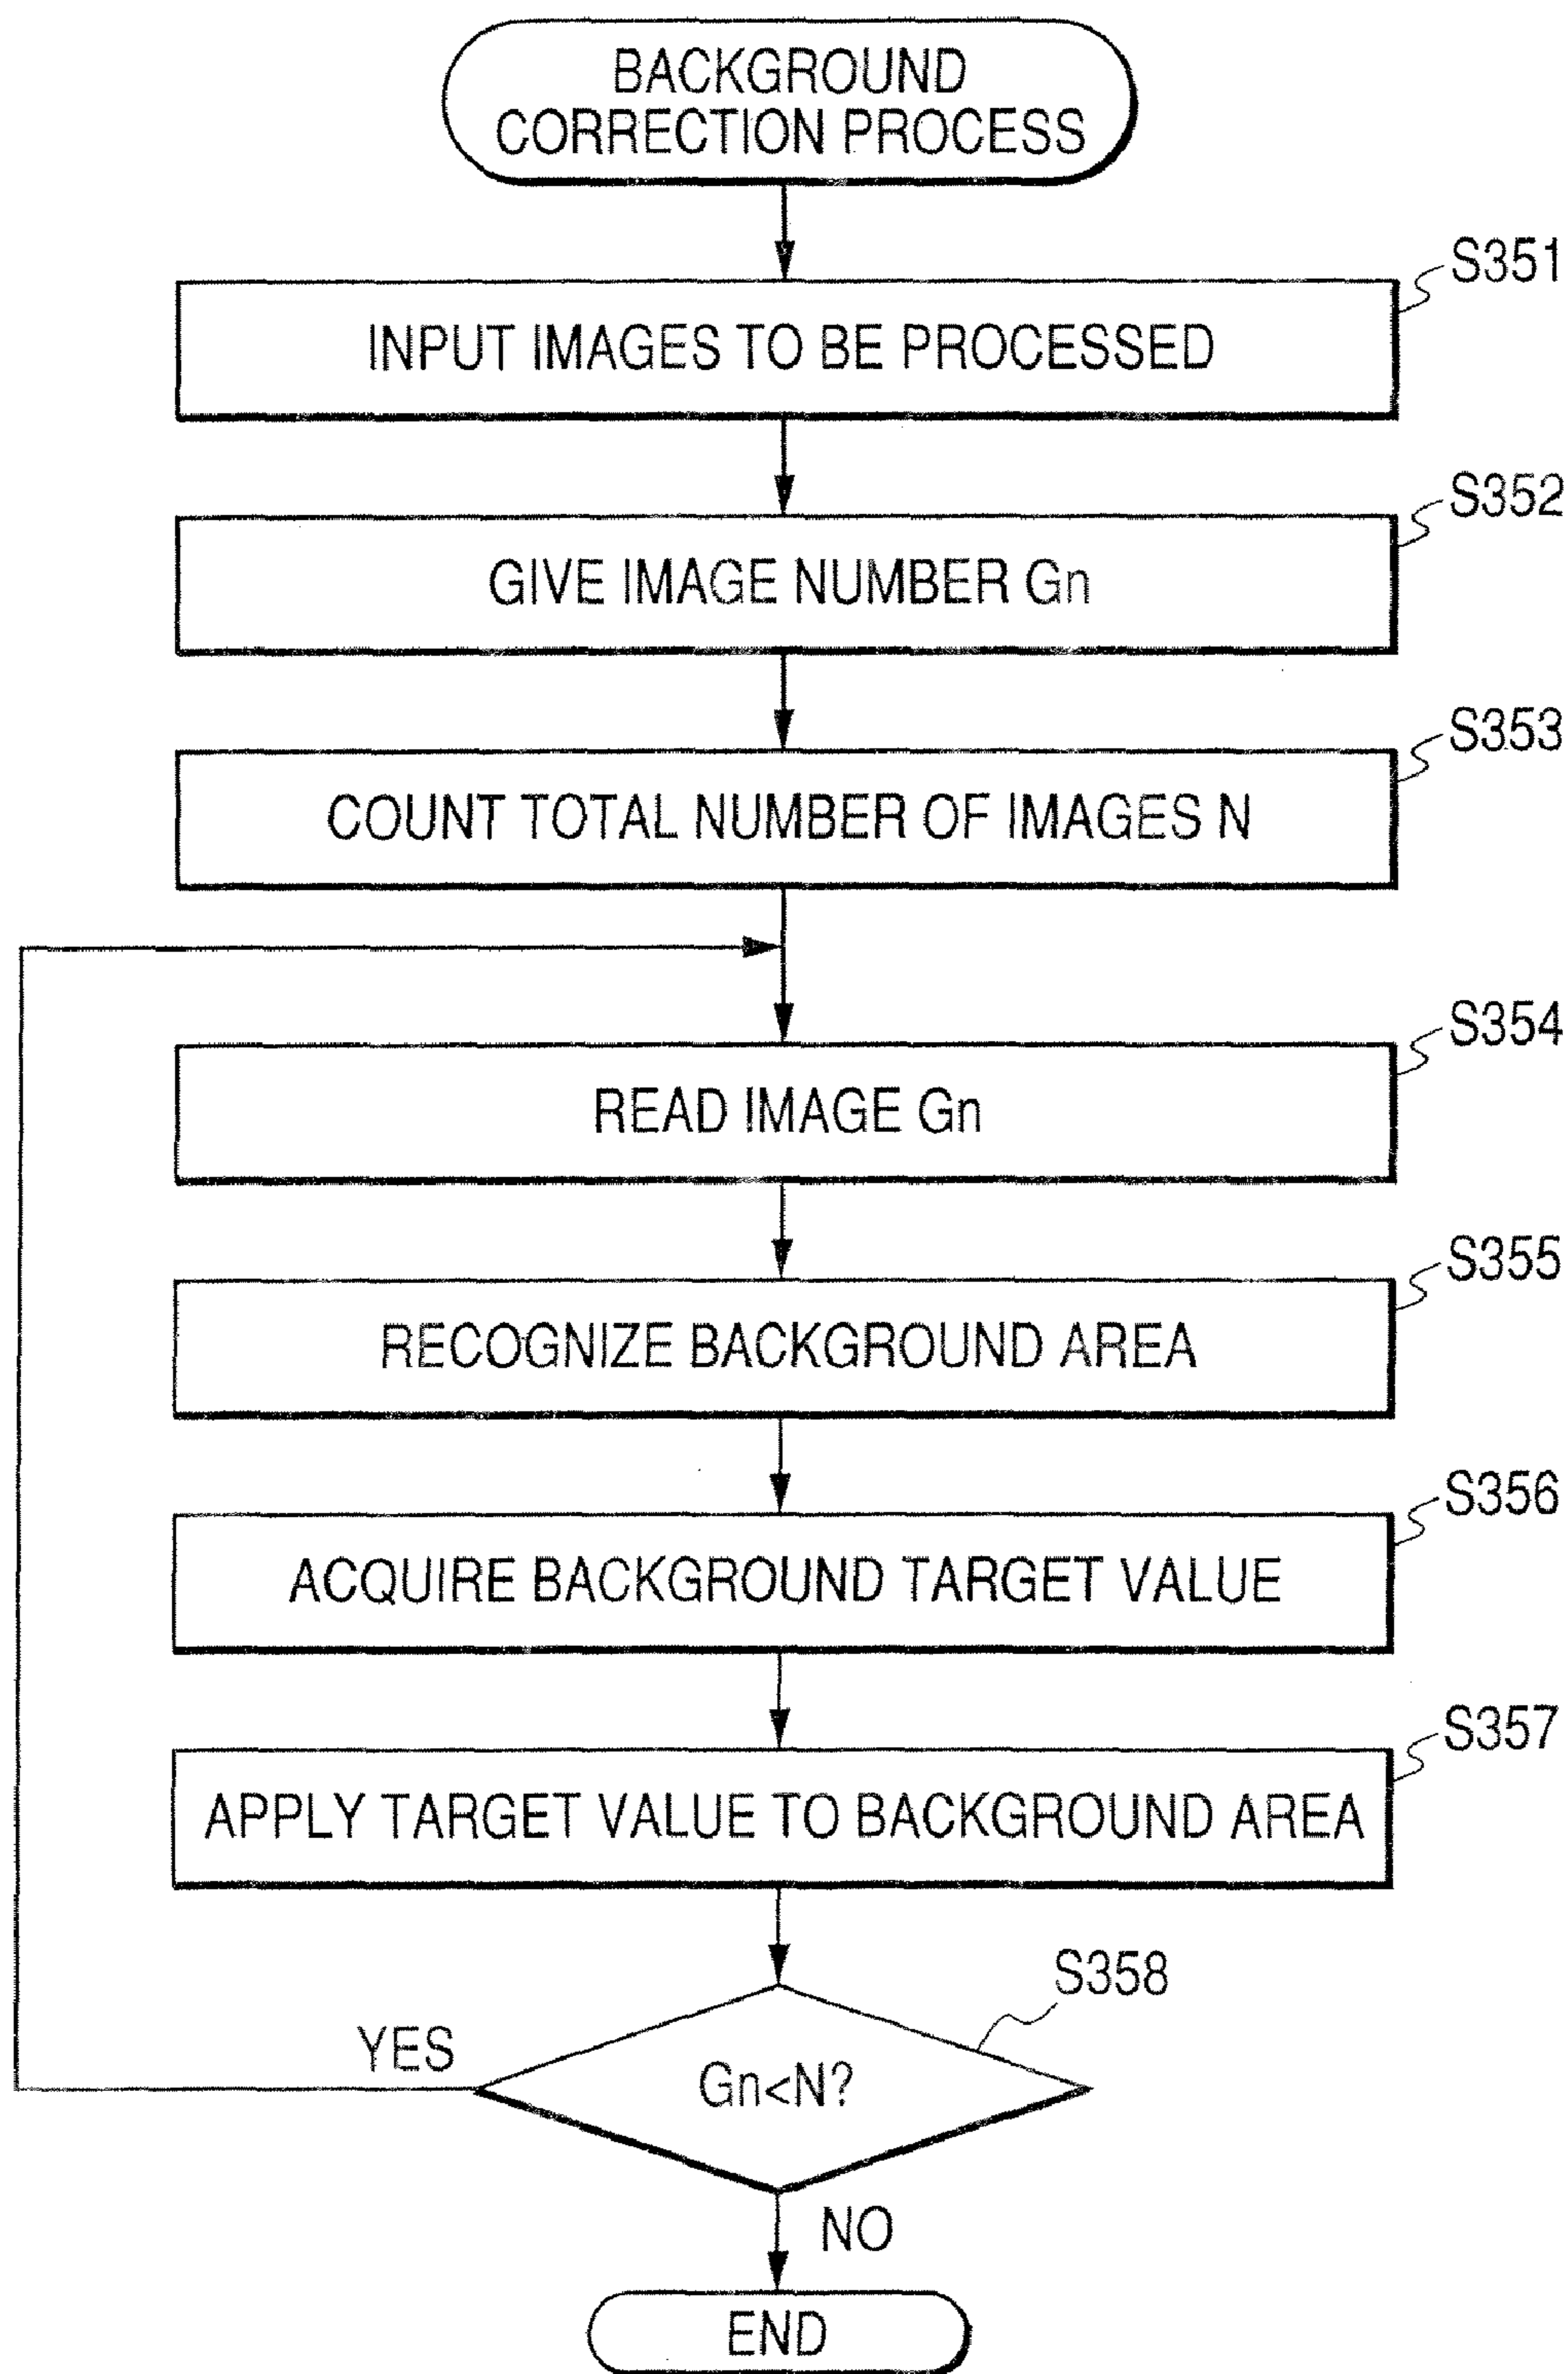 BACKGROUND
CORRECTION PROCESS
S351
INPUT IMAGES TO BE PROCESSED
S352
GIVE IMAGE NUMBER Gn
S353
COUNT TOTAL NUMBER OF IMAGES N
S354
READ IMAGE Gn
S355
RECOGNIZE BACKGROUND AREA
S356
ACQUIRE BACKGROUND TARGET VALUE
S357
APPLY TARGET VALUE TO BACKGROUND AREA
S358
YES
Gn<N?
NO
END